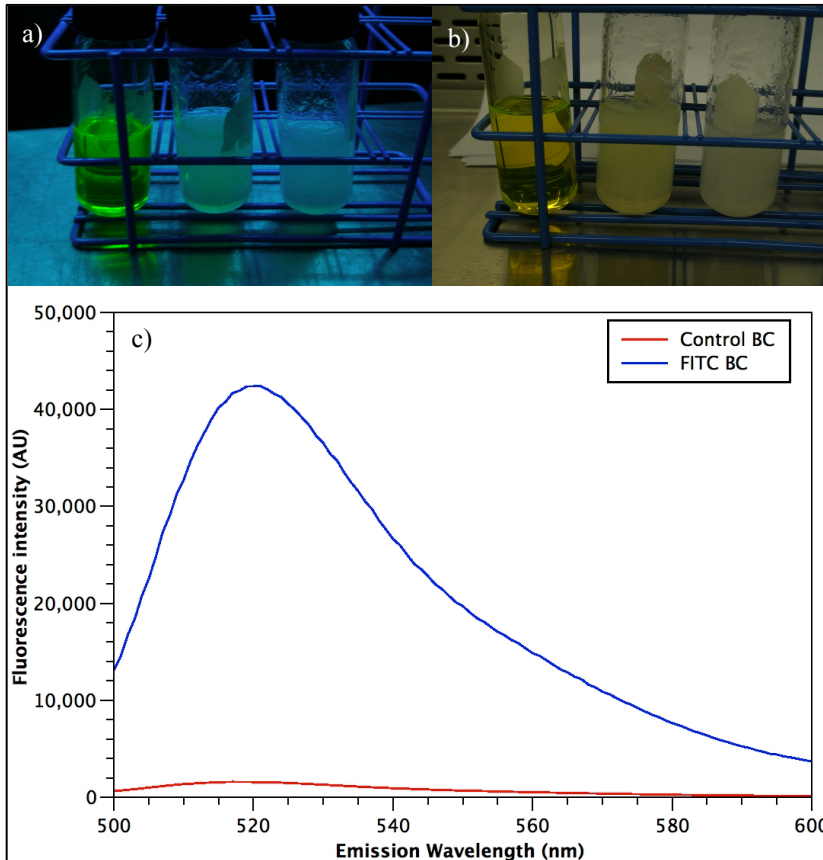 a)
b)
c)
50,000
40,000
30,000
20,000
10,000
0
Fluorescence intensity (AU)
Control BC
FITC BC
500
520
540
560
580
600
Emission Wavelength (nm)